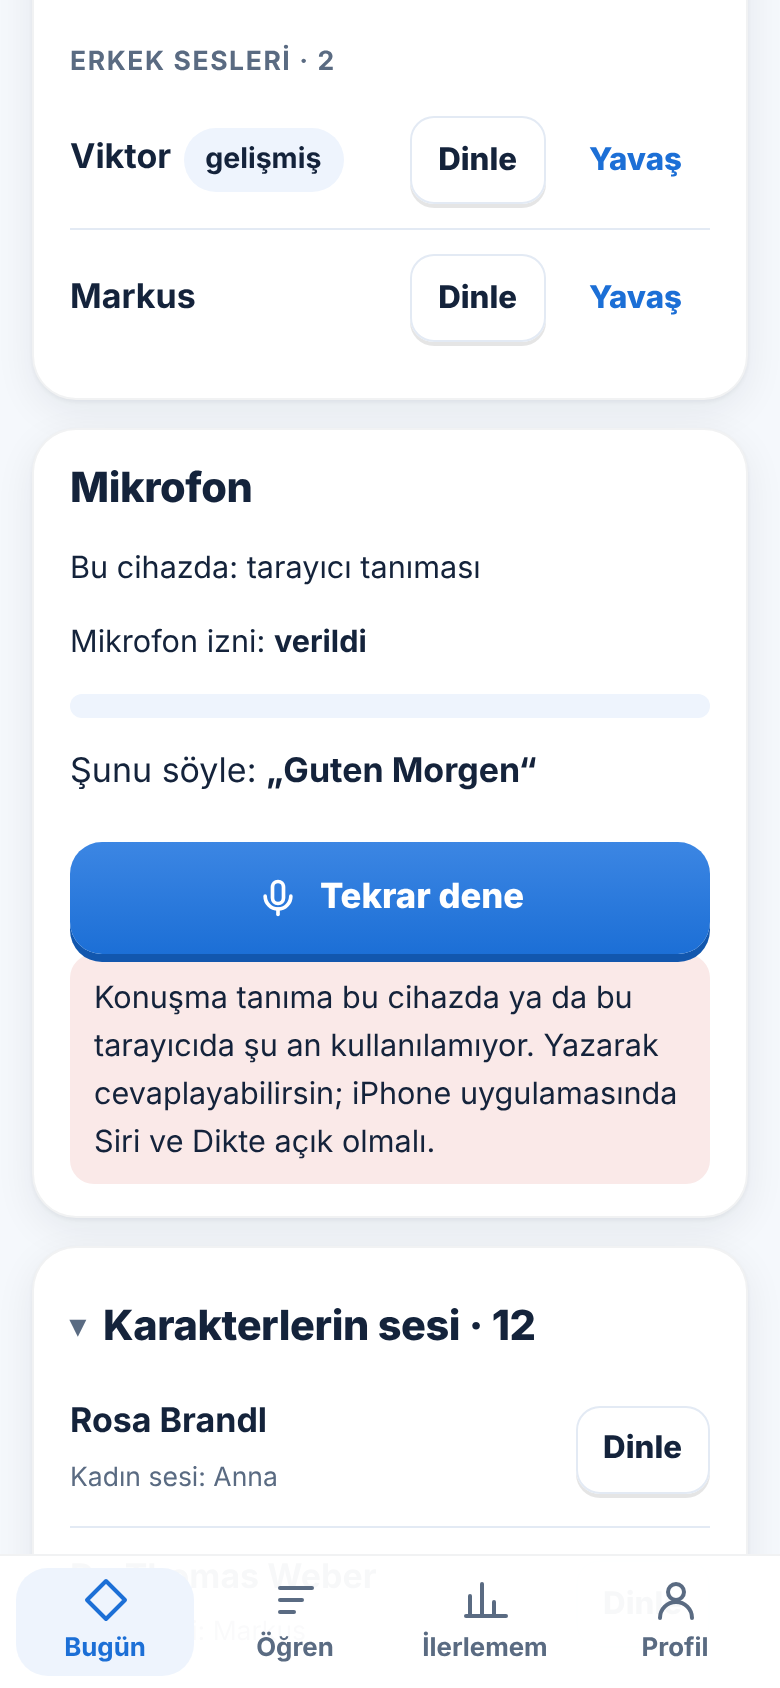 ERKEK SESLERİ · 2
Viktor gelişmiş Dinle Yavaş
Markus Dinle Yavaş
Mikrofon
Bu cihazda: tarayıcı tanıması
Mikrofon izni: verildi
Şunu söyle: „Guten Morgen“
Tekrar dene
Konuşma tanıma bu cihazda ya da bu
tarayıcıda şu an kullanılamıyor. Yazarak
cevaplayabilirsin; iPhone uygulamasında
Siri ve Dikte açık olmalı.
▼ Karakterlerin sesi · 12
Rosa Brandl
Dinle
Kadın sesi: Anna
Weber
Bugün Öğren İlerlemem Profil